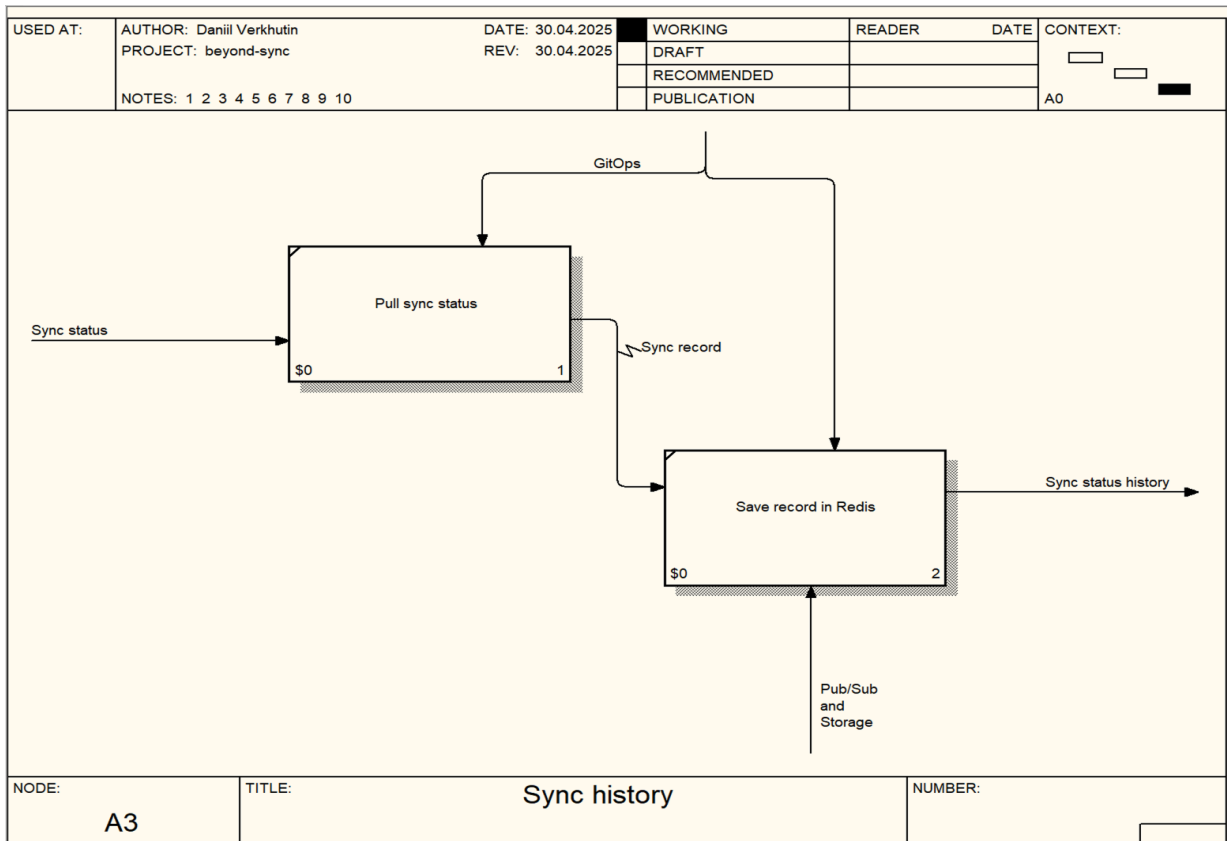 USED AT:
AUTHOR: Daniil Verkhutin
DATE: 30.04.2025
PROJECT: beyond-sync
REV: 30.04.2025
NOTES: 1 2 3 4 5 6 7 8 9 10
WORKING
DRAFT
RECOMMENDED
PUBLICATION
READER DATE
CONTEXT:
A0
GitOps
Pull sync status
$0 1
Sync status
Sync record
Save record in Redis
$0 2
Sync status history
Pub/Sub
and
Storage
NODE:
A3
TITLE:
Sync history
NUMBER: